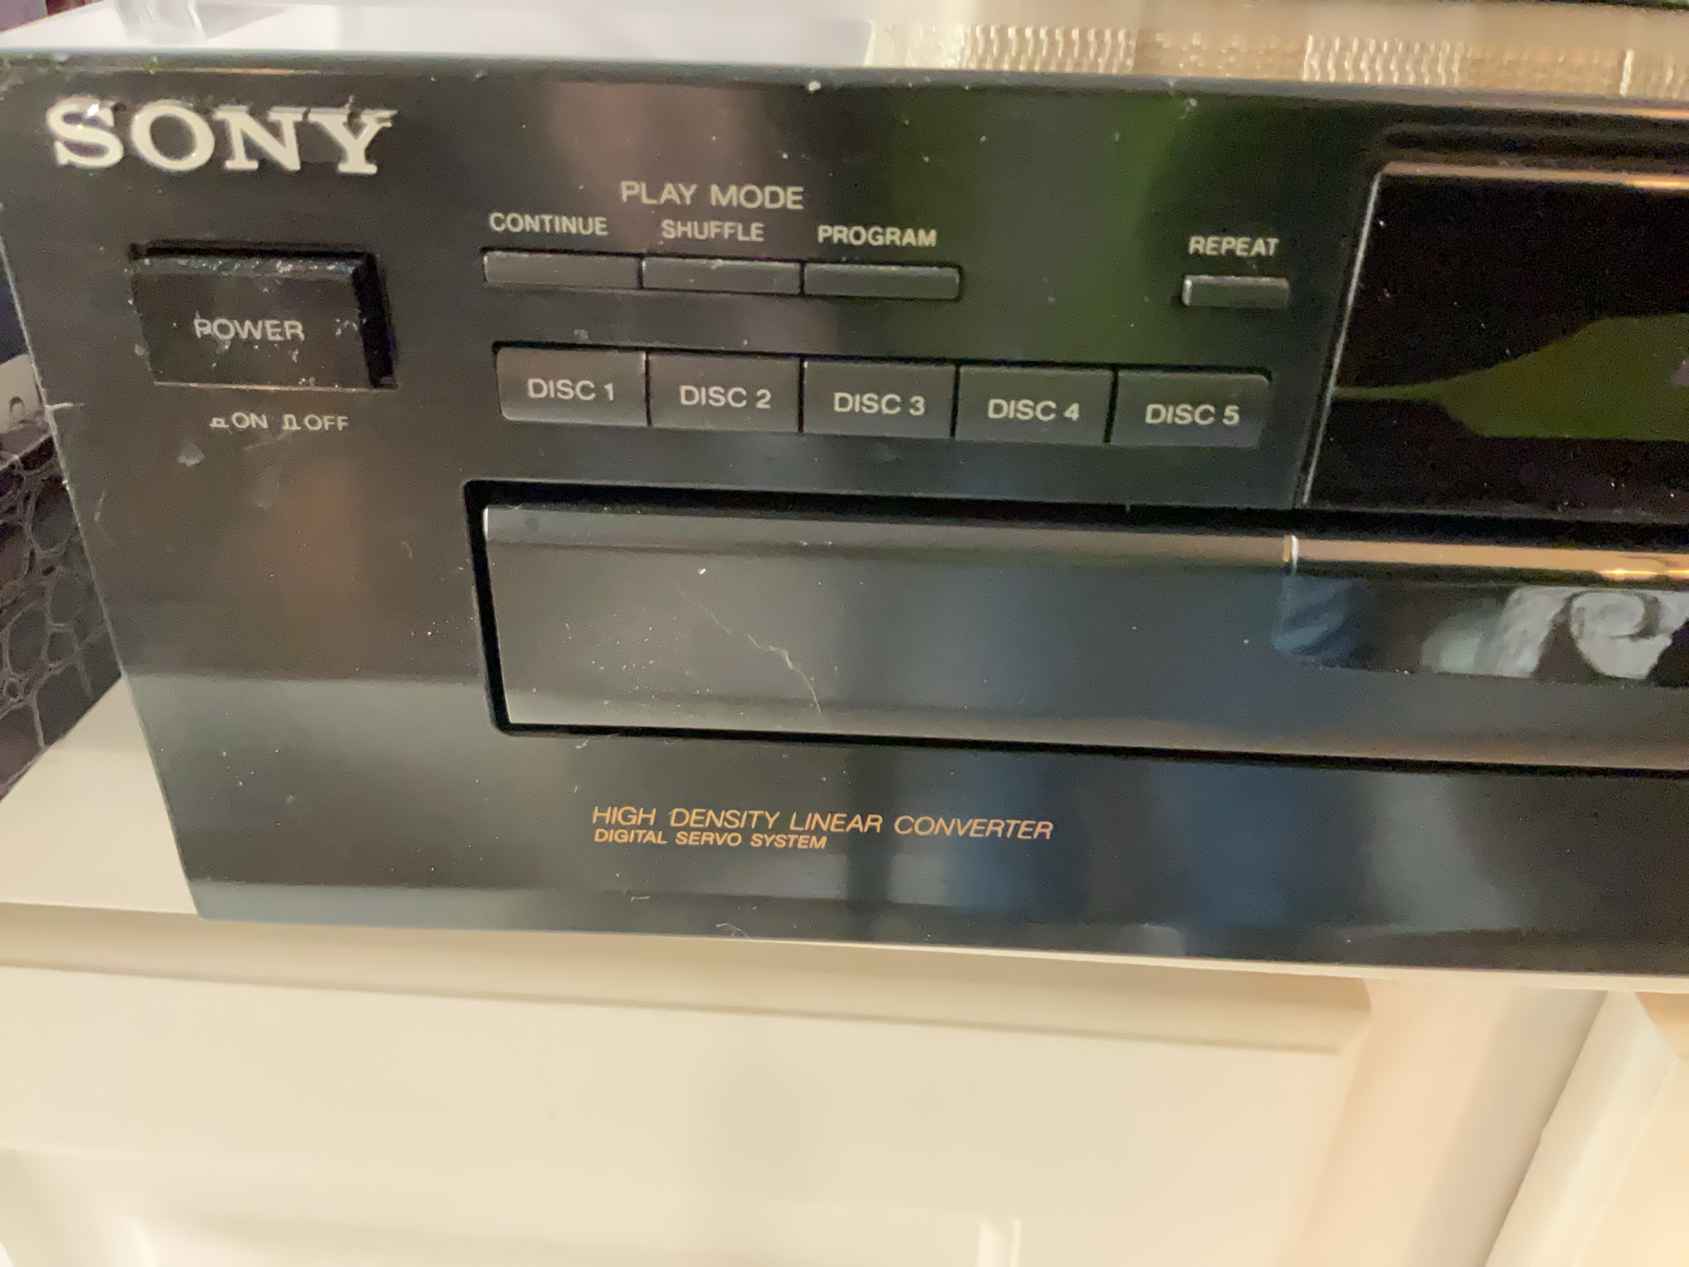 SONY
PLAY MODE
CONTINUE SHUFFLE PROGRAM
REPEAT
POWER
ON OFF
DISC 1 DISC 2 DISC 3 DISC 4 DISC 5
HIGH DENSITY LINEAR CONVERTER
DIGITAL SERVO SYSTEM